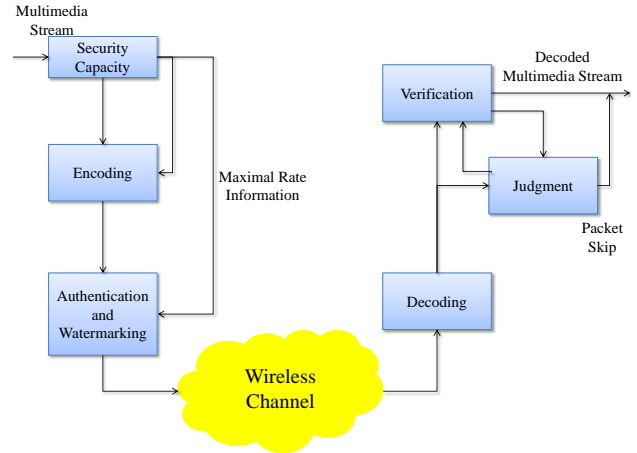 Multimedia
Stream
Security
Capacity
Encoding
Maximal Rate
Information
Authentication
and
Watermarking
Wireless
Channel
Decoding
Verification
Judgment
Decoded
Multimedia Stream
Packet
Skip